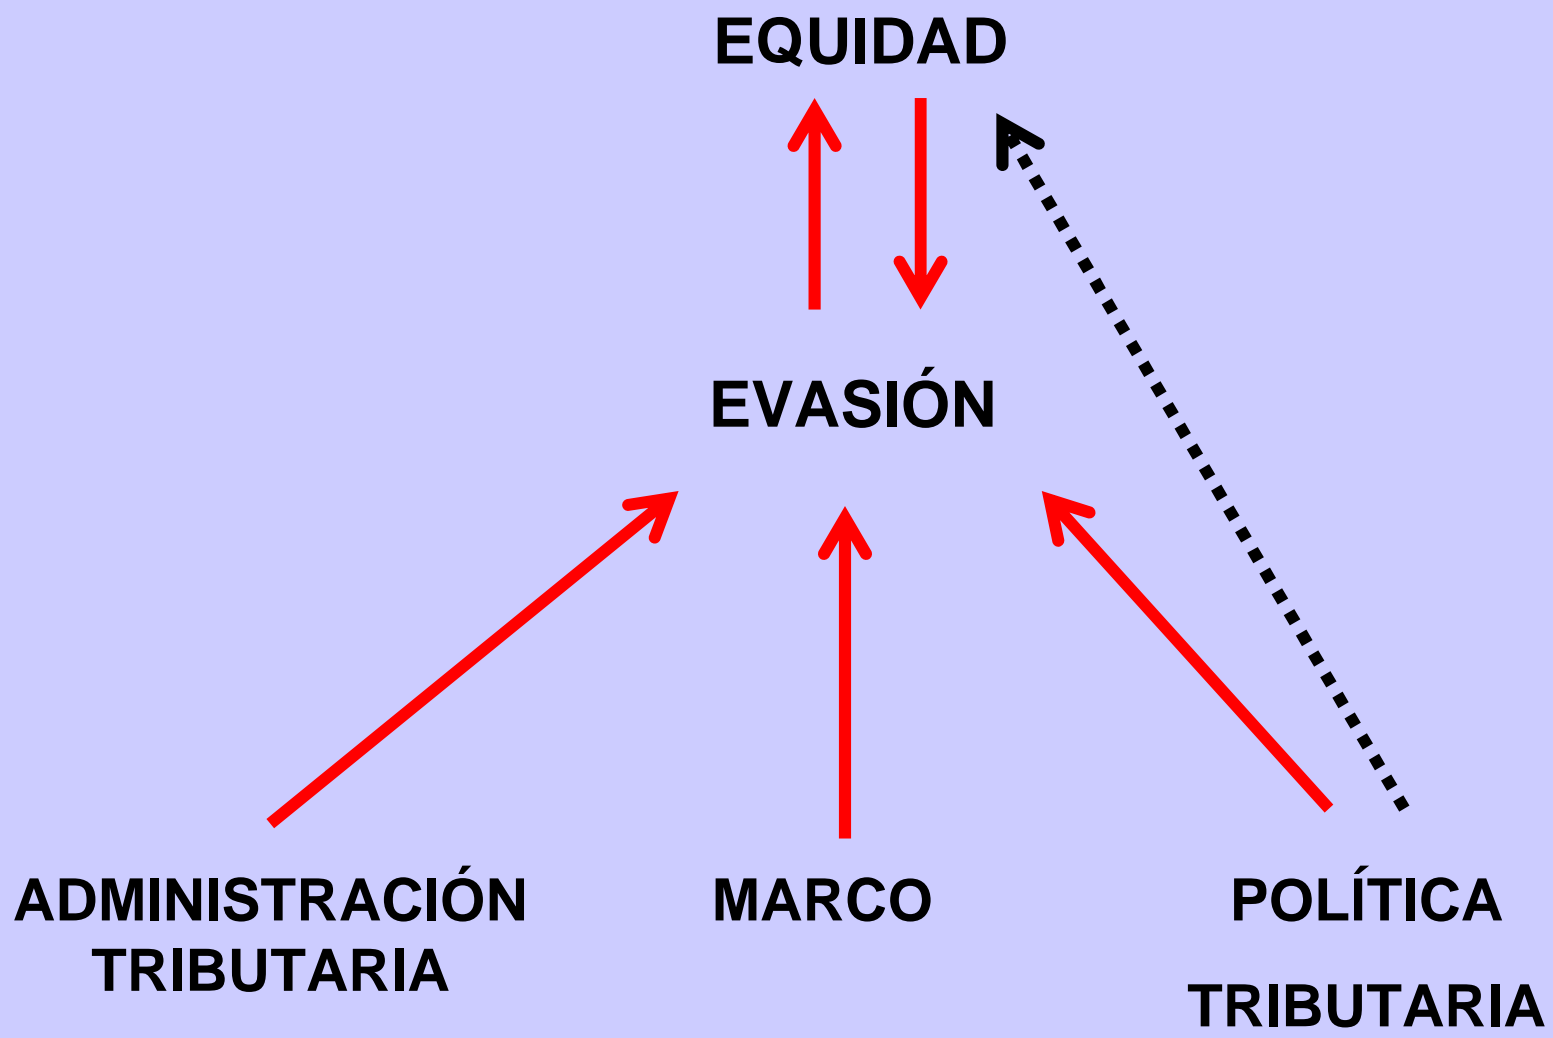 EQUIDAD
EVASIÓN
ADMINISTRACIÓN
TRIBUTARIA
MARCO
POLÍTICA
TRIBUTARIA